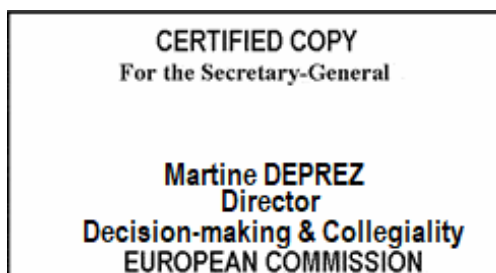 CERTIFIED COPY
For the Secretary-General
Martine DEPREZ
Director
Decision-making & Collegiality
EUROPEAN COMMISSION